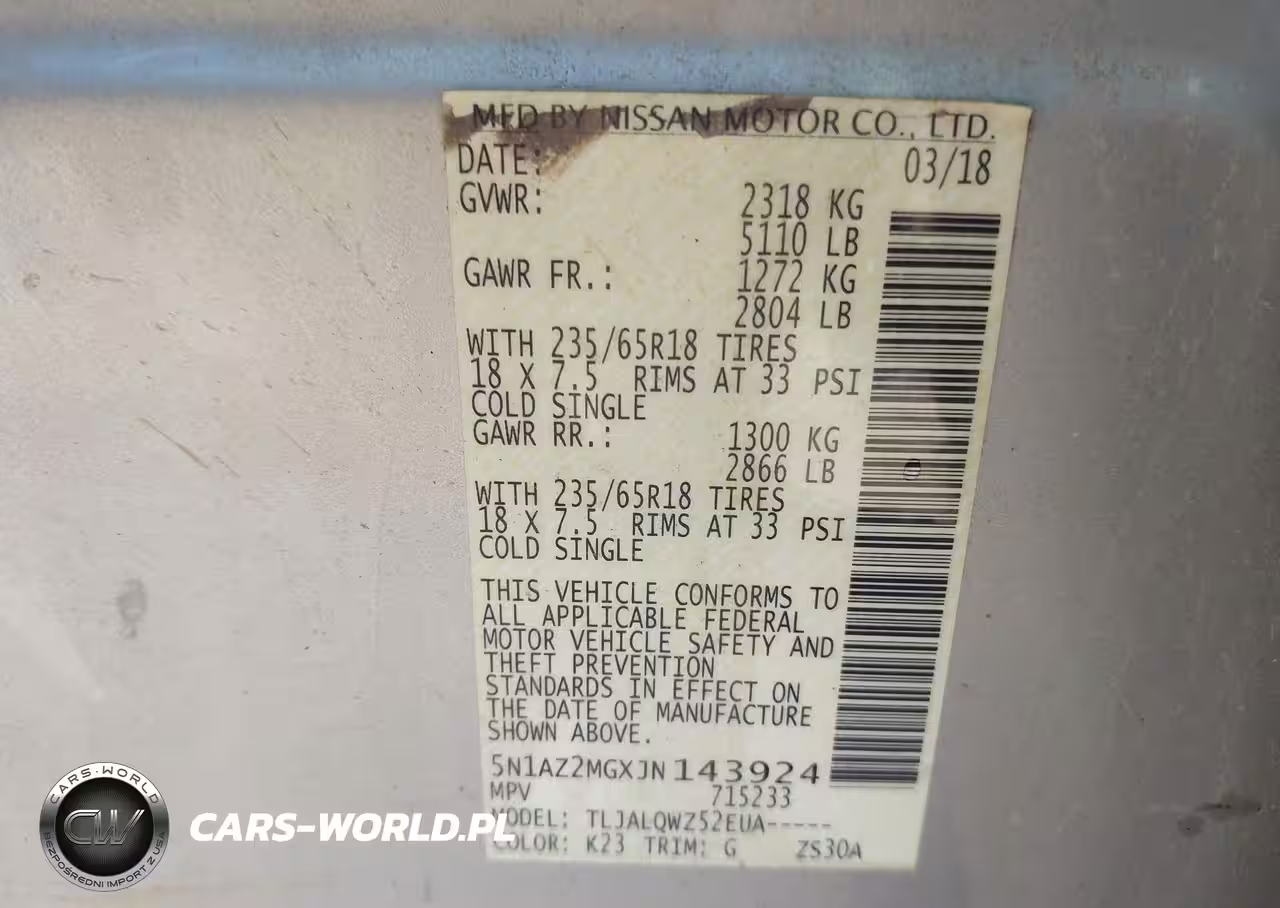 MFD BY NISSAN MOTOR CO., LTD.
DATE: 03/18
GVWR: 2318 KG
5110 LB
GAWR FR.: 1272 KG
2804 LB
WITH 235/65R18 TIRES
18 X 7.5 RIMS AT 33 PSI
COLD SINGLE
GAWR RR.: 1300 KG
2866 LB
WITH 235/65R18 TIRES
18 X 7.5 RIMS AT 33 PSI
COLD SINGLE
THIS VEHICLE CONFORMS TO
ALL APPLICABLE FEDERAL
MOTOR VEHICLE SAFETY AND
THEFT PREVENTION
STANDARDS IN EFFECT ON
THE DATE OF MANUFACTURE
SHOWN ABOVE.
5N1AZ2MGXJN143924
MPV 715233
MODEL: TLJALQWZ52EUA-----
COLOR: K23 TRIM: G ZS30A
CARS-WORLD
CW
BEZPOŚREDNI IMPORT Z USA
CARS-WORLD.PL